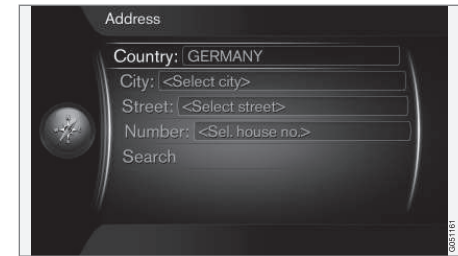 Address
Country: GERMANY
City: <Select city>
Street: <Select street>
Number: <Sel. house no.>
Search
G051161